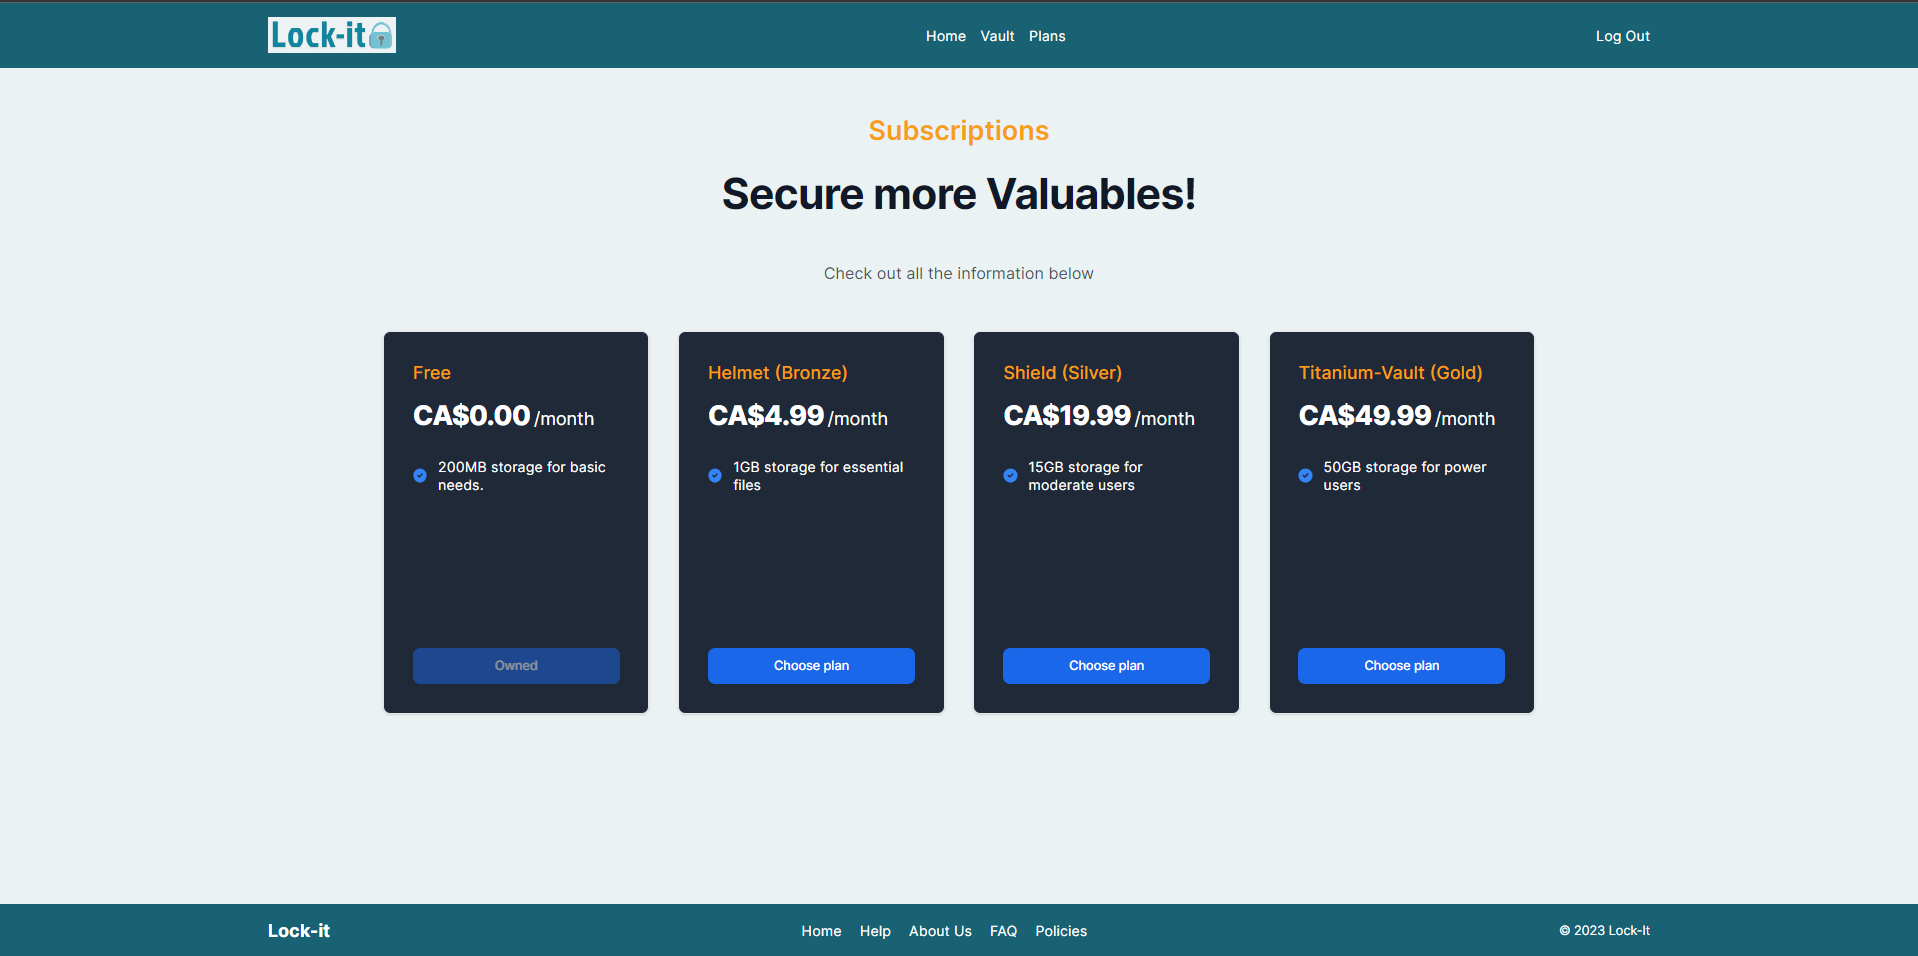 Lock-it
Home Vault Plans
Log Out
Subscriptions
Secure more Valuables!
Check out all the information below
Free
CA$0.00 /month
200MB storage for basic
needs.
Owned
Helmet (Bronze)
CA$4.99 /month
1GB storage for essential
files
Choose plan
Shield (Silver)
CA$19.99 /month
15GB storage for
moderate users
Choose plan
Titanium-Vault (Gold)
CA$49.99 /month
50GB storage for power
users
Choose plan
Lock-it
Home Help About Us FAQ Policies
© 2023 Lock-It